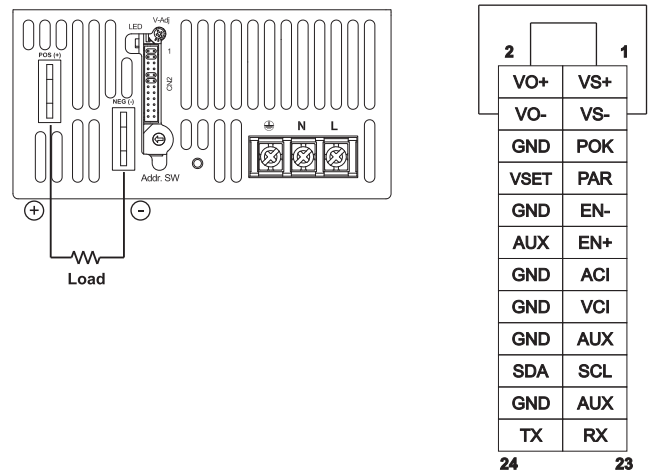 LED
V-Adj
POS (+)
1
CN2
NEG (-)
N L
Addr. SW
+
-
Load
2 1
VO+ VS+
VO- VS-
GND POK
VSET PAR
GND EN-
AUX EN+
GND ACI
GND VCI
GND AUX
SDA SCL
GND AUX
TX RX
24 23